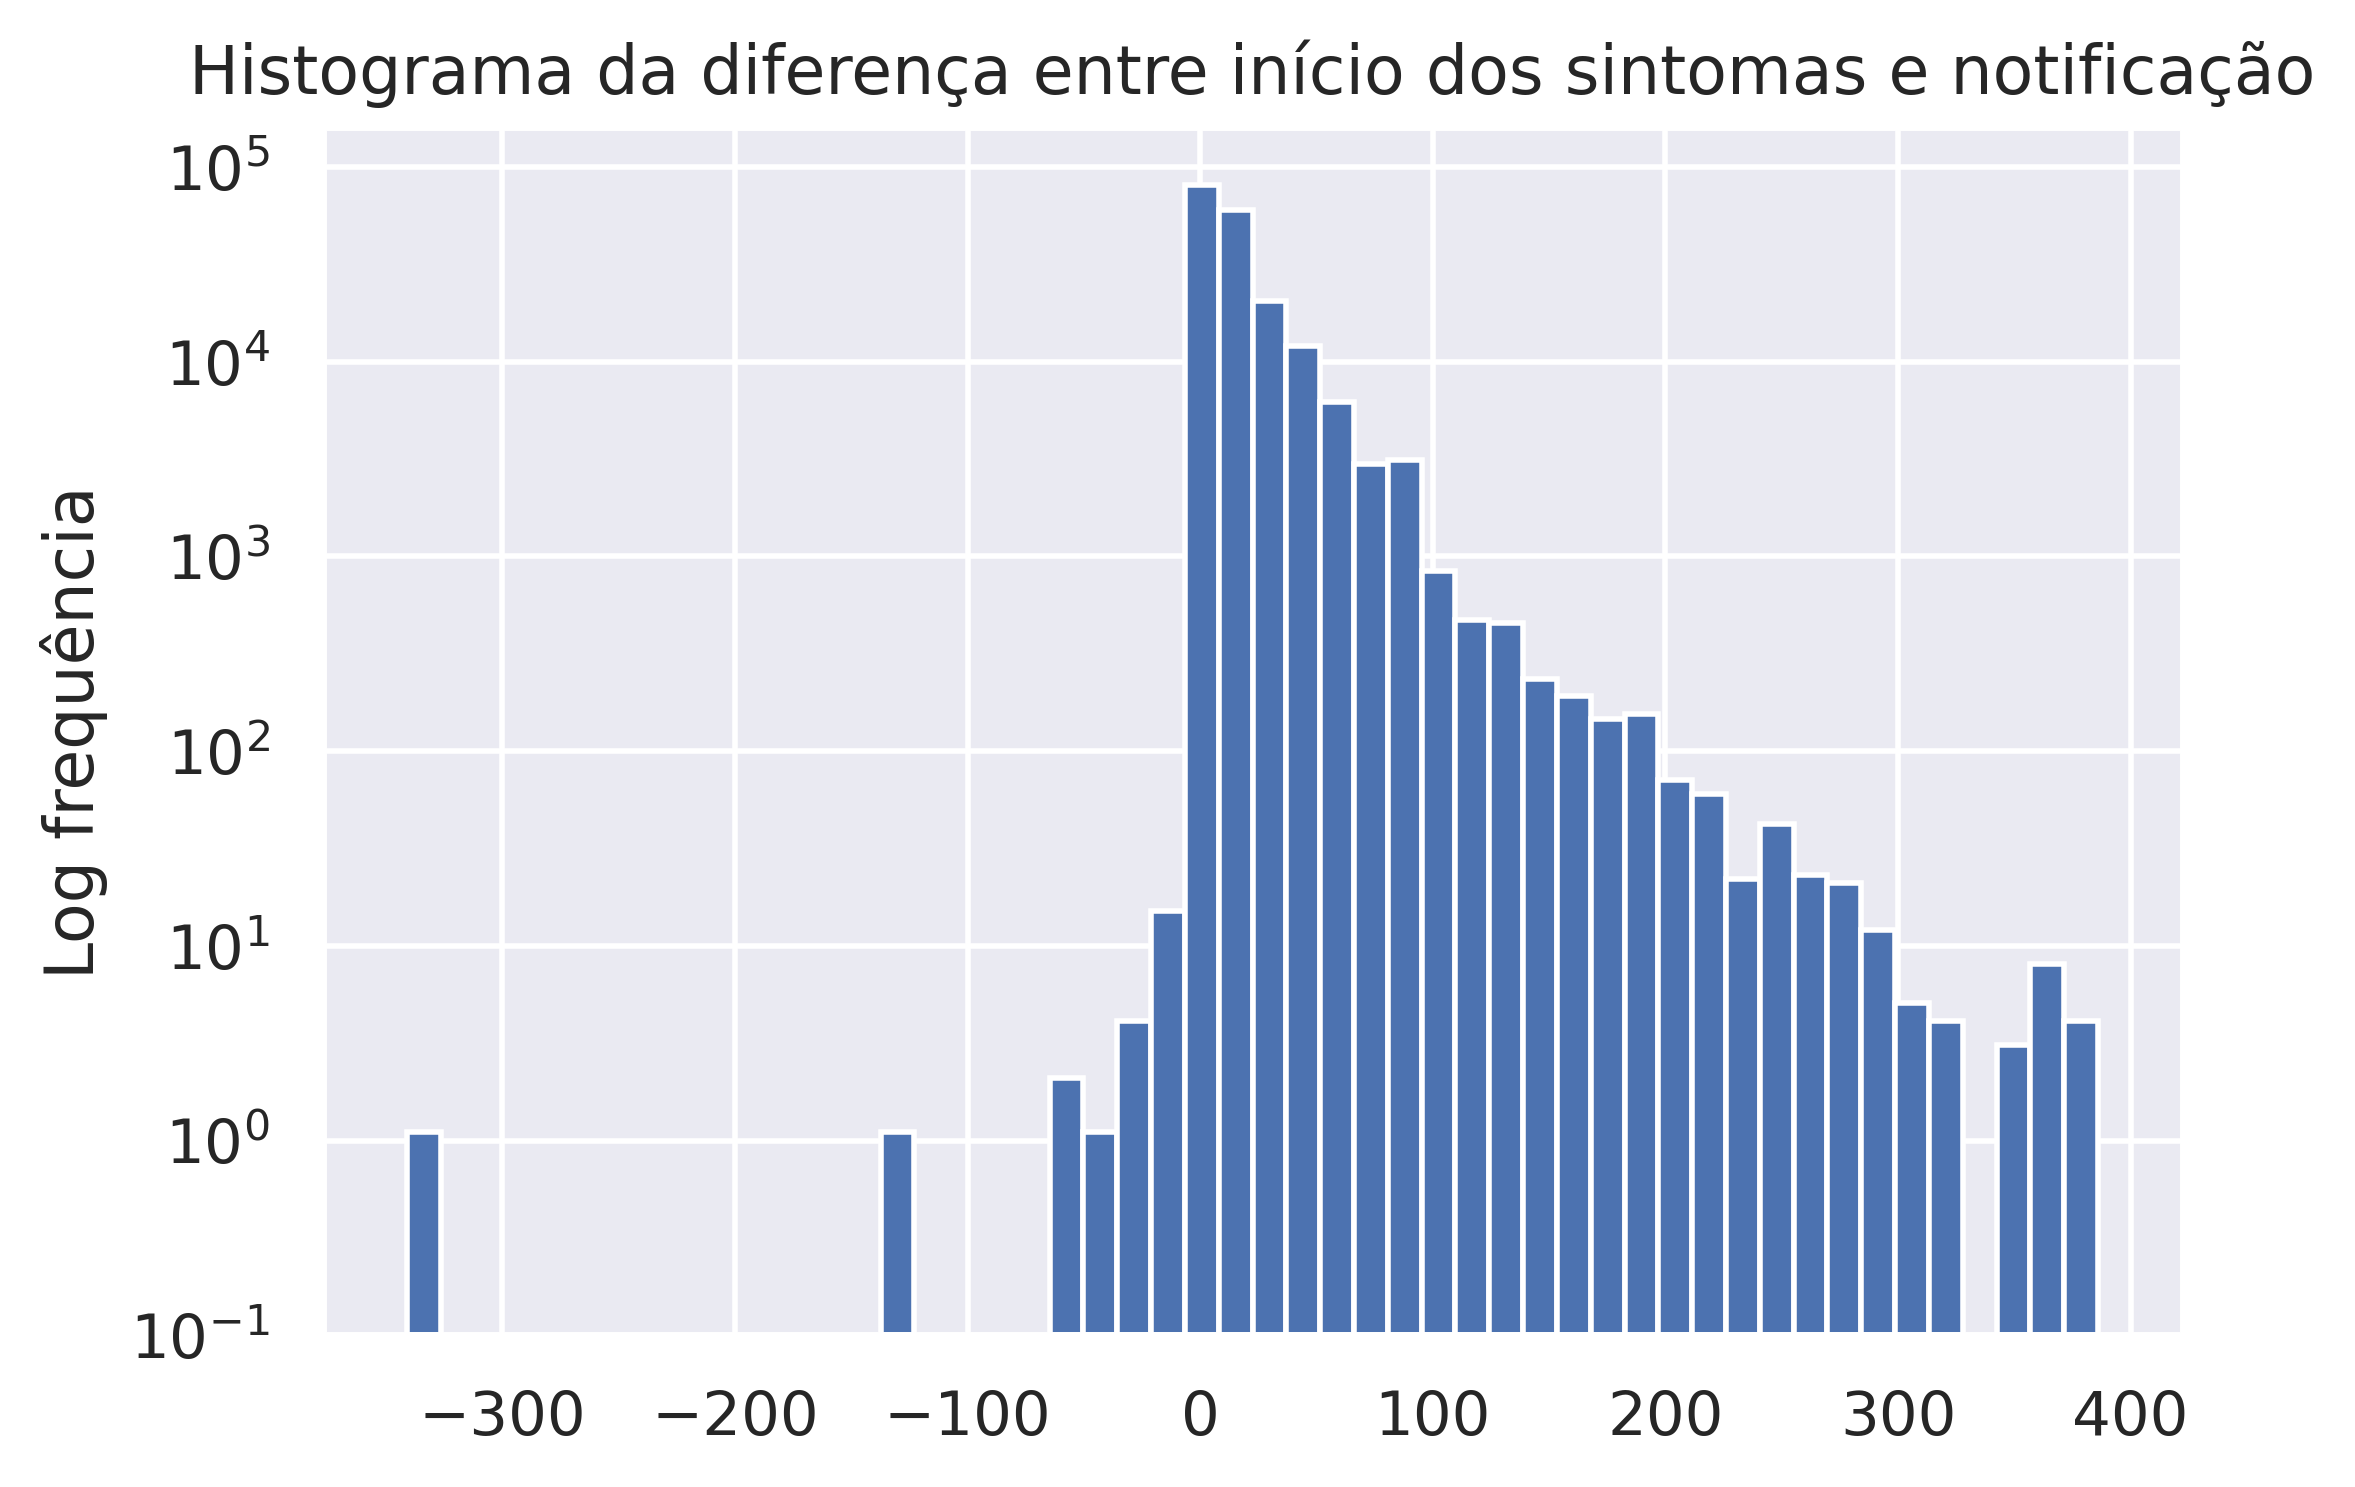 Histograma da diferença entre início dos sintomas e notificação
Log frequência
10⁵
10⁴
10³
10²
10¹
10⁰
10⁻¹
−300 −200 −100 0 100 200 300 400